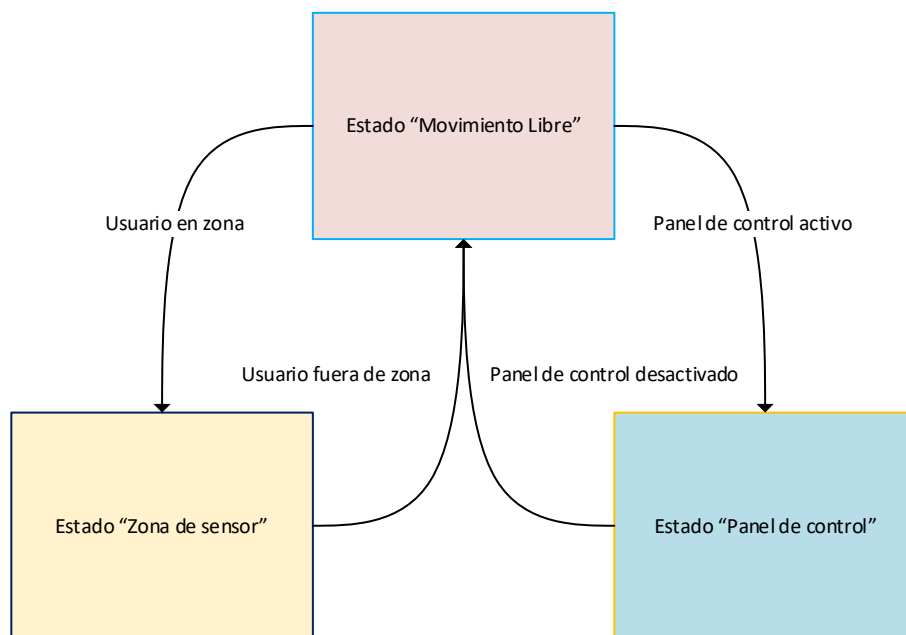 Estado “Movimiento Libre”
Usuario en zona
Panel de control activo
Usuario fuera de zona
Panel de control desactivado
Estado “Zona de sensor”
Estado “Panel de control”